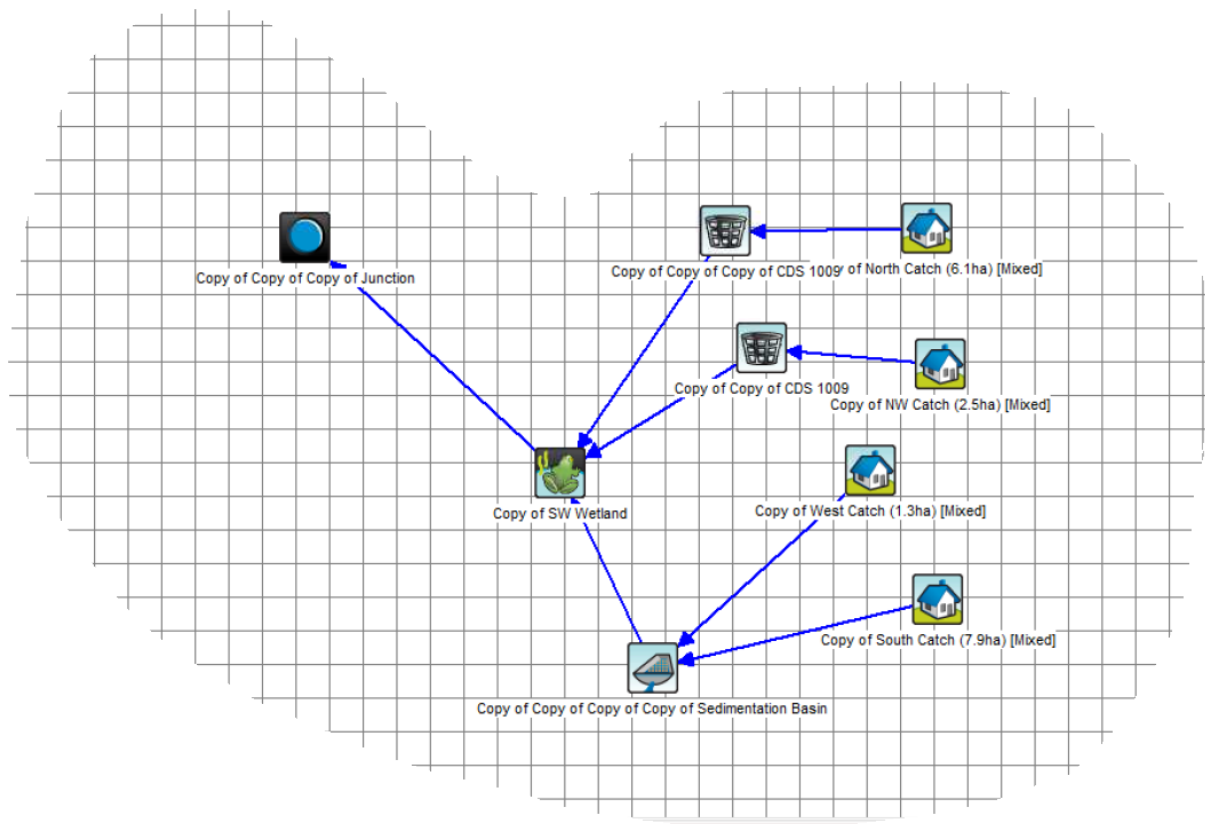 Copy of Copy of Copy of Junction
Copy of Copy of Copy of CDS 1009
of North Catch (6.1ha) [Mixed]
Copy of Copy of CDS 1009
Copy of NW Catch (2.5ha) [Mixed]
Copy of SW Wetland
Copy of West Catch (1.3ha) [Mixed]
Copy of South Catch (7.9ha) [Mixed]
Copy of Copy of Copy of Copy of Sedimentation Basin